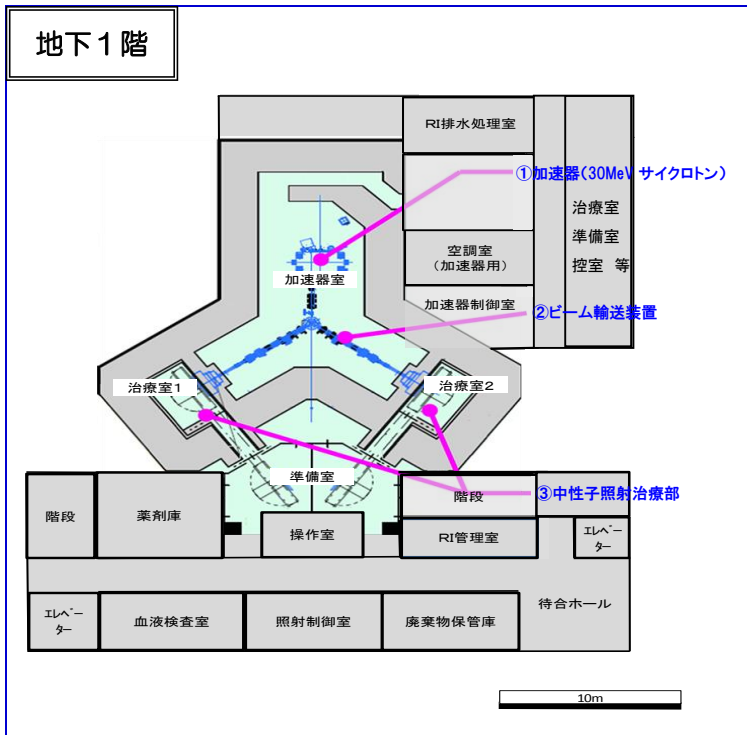 地下１階
RI排水処理室
①加速器(30MeV サイクロトン)
治療室
準備室
控室 等
空調室
(加速器用)
加速器室
加速器制御室
②ビーム輸送装置
治療室1
治療室2
準備室
階段
③中性子照射治療部
階段
薬剤庫
操作室
RI管理室
エレベーター
エレベーター
血液検査室
照射制御室
廃棄物保管庫
待合ホール
10m